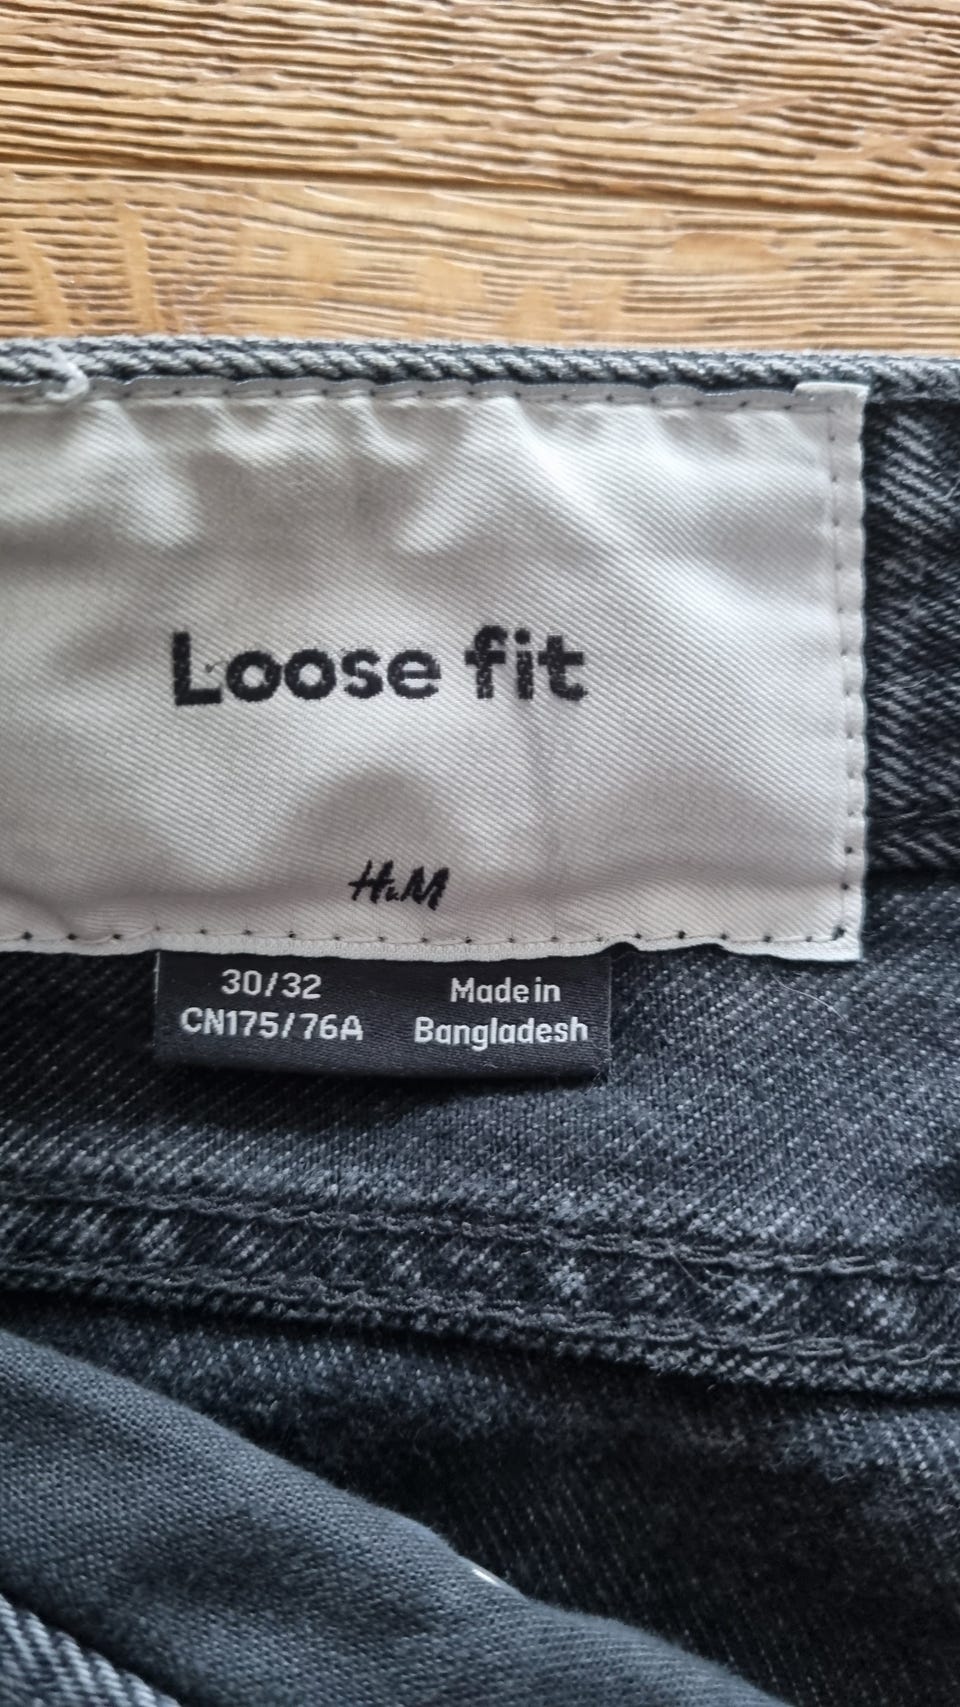 Loose fit
H&M
30/32
CN175/76A
Made in
Bangladesh